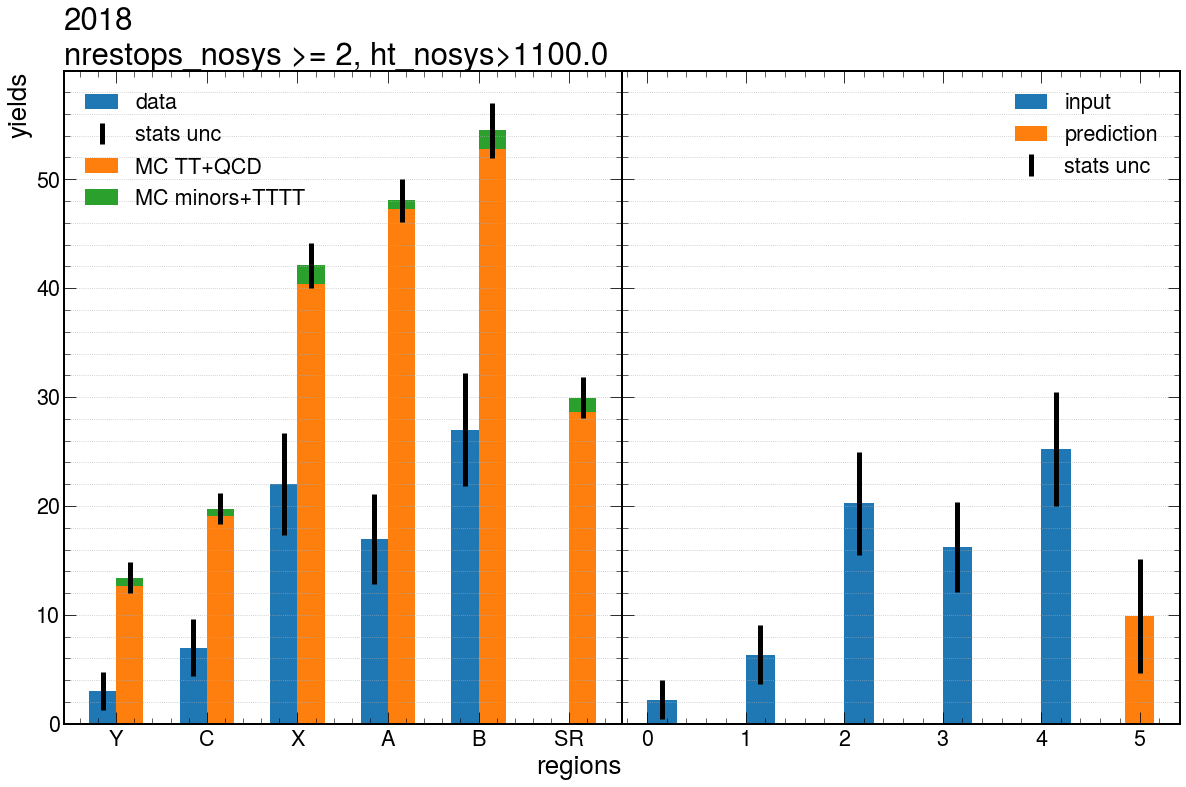 2018
nrestops_nosys >= 2, ht_nosys>1100.0
yields
data
stats unc
MC TT+QCD
MC minors+TTTT
input
prediction
stats unc
50
40
30
20
10
0
Y C X A B SR
0 1 2 3 4 5
regions